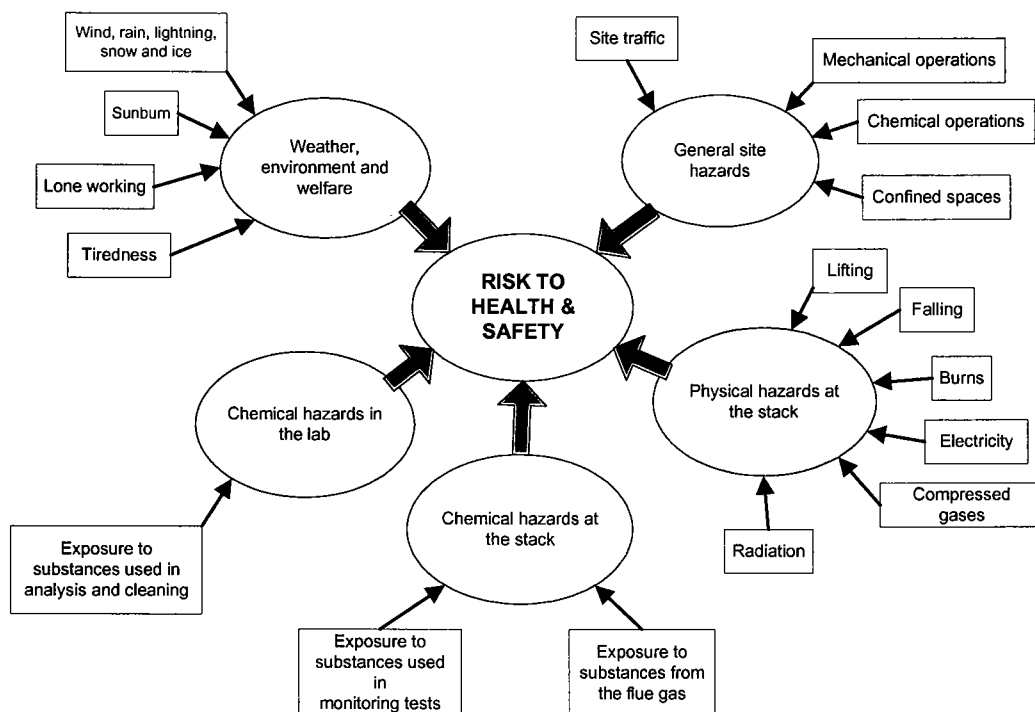 Wind, rain, lightning,
snow and ice
Sunburn
Lone working
Tiredness
Weather,
environment and
welfare
Site traffic
Mechanical operations
Chemical operations
Confined spaces
General site
hazards
RISK TO
HEALTH &
SAFETY
Lifting
Falling
Burns
Electricity
Compressed
gases
Radiation
Physical hazards at
the stack
Chemical hazards in
the lab
Exposure to
substances used in
analysis and cleaning
Chemical hazards at
the stack
Exposure to
substances used
in
monitoring tests
Exposure to
substances from
the flue gas